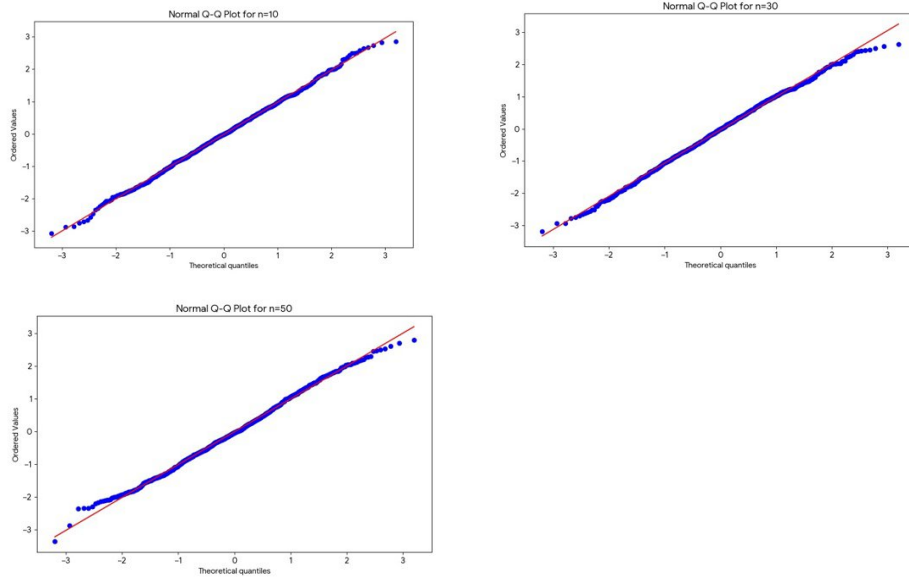 Normal Q-Q Plot for n=10
3
2
1
0
−1
−2
−3
Ordered Values
−3 −2 −1 0 1 2 3
Theoretical quantiles
Normal Q-Q Plot for n=30
3
2
1
0
−1
−2
−3
Ordered Values
−3 −2 −1 0 1 2 3
Theoretical quantiles
Normal Q-Q Plot for n=50
3
2
1
0
−1
−2
−3
Ordered Values
−3 −2 −1 0 1 2 3
Theoretical quantiles